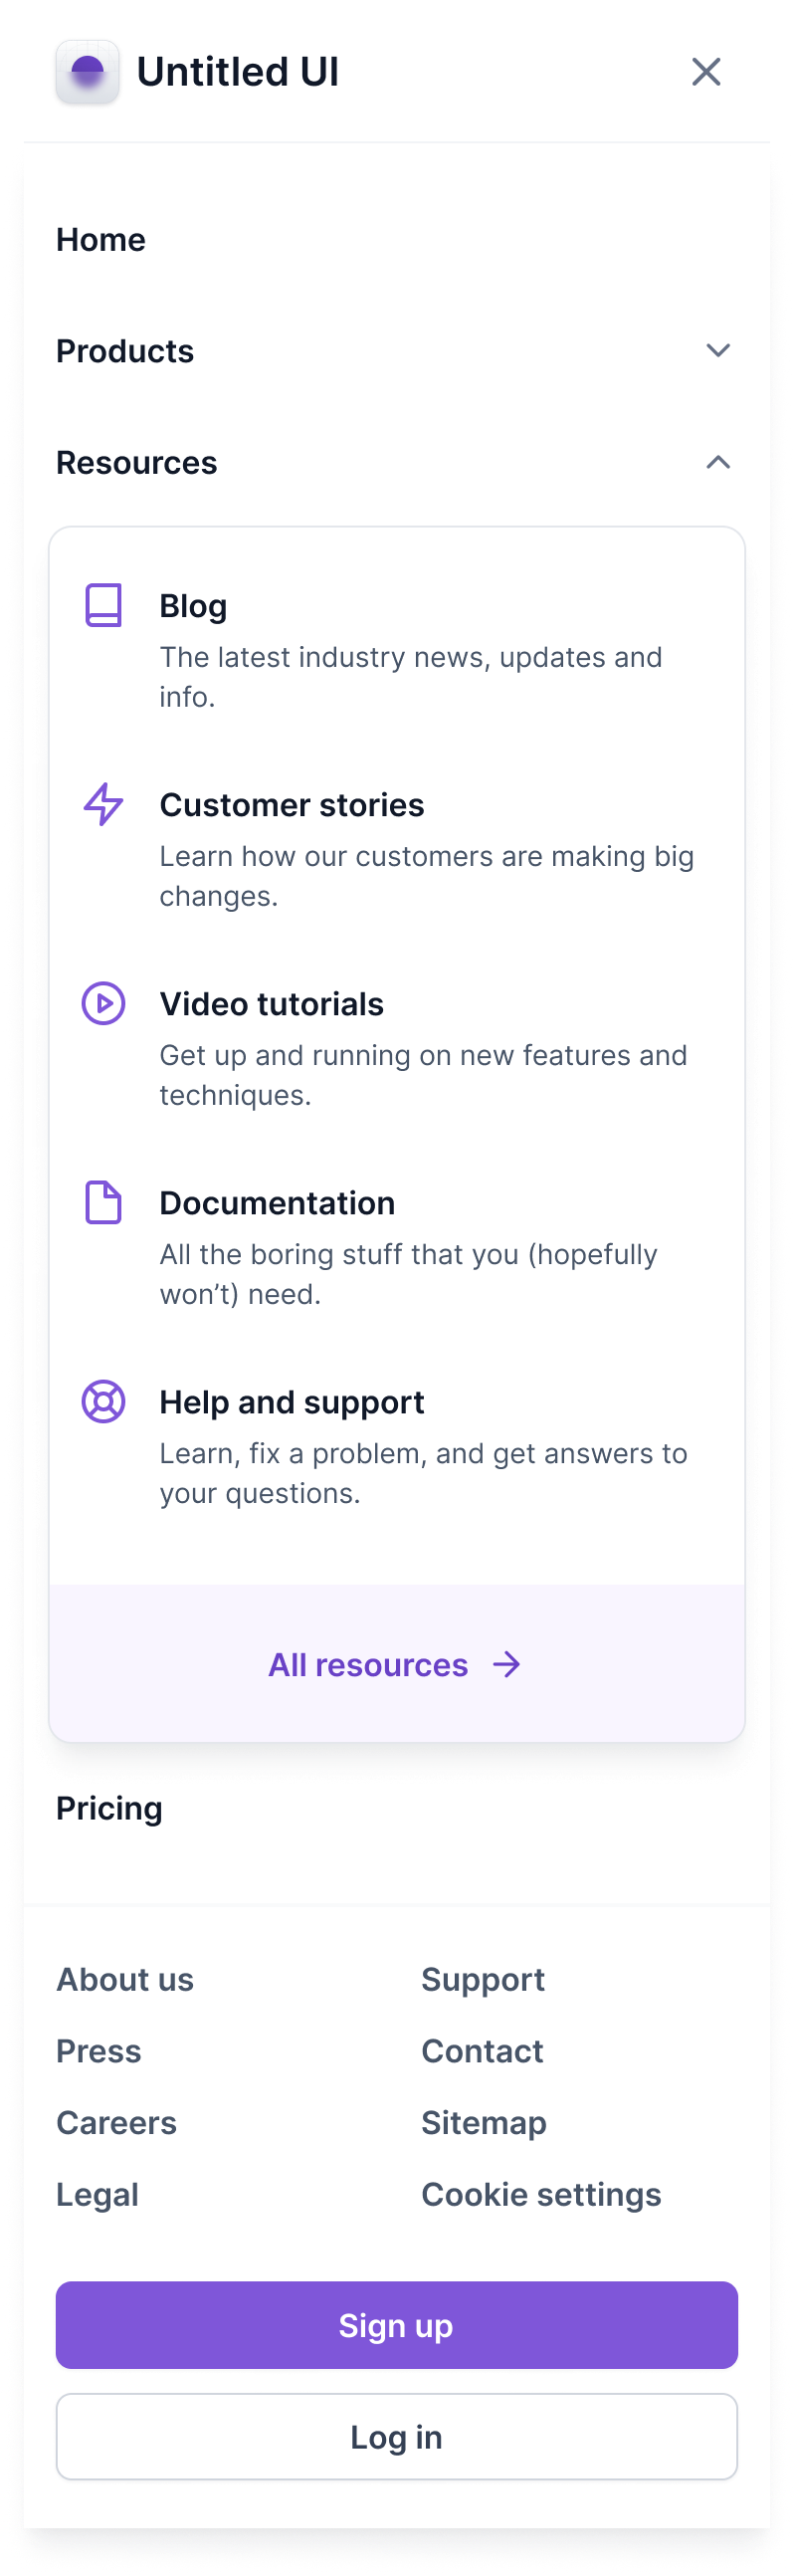 Untitled UI
Home
Products
Resources
Blog
The latest industry news, updates and
info.
Customer stories
Learn how our customers are making big
changes.
Video tutorials
Get up and running on new features and
techniques.
Documentation
All the boring stuff that you (hopefully
won’t) need.
Help and support
Learn, fix a problem, and get answers to
your questions.
All resources
Pricing
About us
Support
Press
Contact
Careers
Sitemap
Legal
Cookie settings
Sign up
Log in